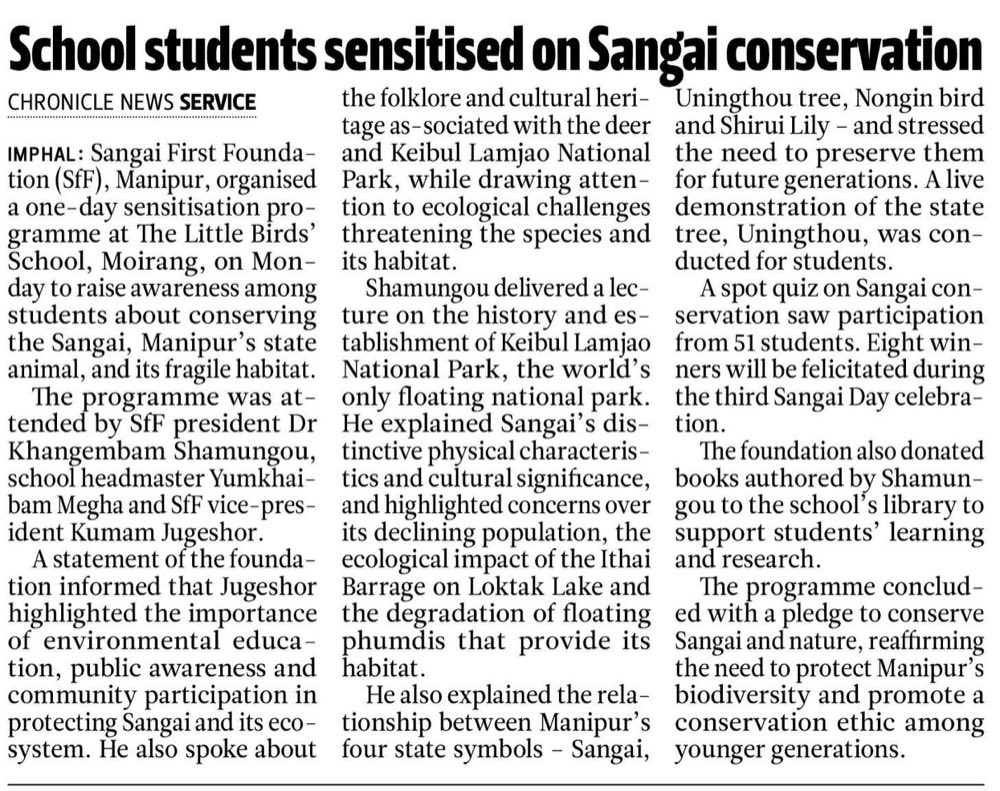 School students sensitised on Sangai conservation
CHRONICLE NEWS SERVICE
IMPHAL: Sangai First Founda-
tion (SfF), Manipur, organised
a one-day sensitisation pro-
gramme at The Little Birds'
School, Moirang, on Mon-
day to raise awareness among
students about conserving
the Sangai, Manipur's state
animal, and its fragile habitat.
The programme was at-
tended by SfF president Dr
Khangembam Shamungou,
school headmaster Yumkhai-
bam Megha and SfF vice-pres-
ident Kumam Jugeshor.
A statement of the founda-
tion informed that Jugeshor
highlighted the importance
of environmental educa-
tion, public awareness and
community participation in
protecting Sangai and its eco-
system. He also spoke about
the folklore and cultural heri-
tage as-sociated with the deer
and Keibul Lamjao National
Park, while drawing atten-
tion to ecological challenges
threatening the species and
its habitat.
Shamungou delivered a lec-
ture on the history and es-
tablishment of Keibul Lamjao
National Park, the world's
only floating national park.
He explained Sangai's dis-
tinctive physical characteris-
tics and cultural significance,
and highlighted concerns over
its declining population, the
ecological impact of the Ithai
Barrage on Loktak Lake and
the degradation of floating
phumdis that provide its
habitat.
He also explained the rela-
tionship between Manipur's
four state symbols – Sangai,
Uningthou tree, Nongin bird
and Shirui Lily – and stressed
the need to preserve them
for future generations. A live
demonstration of the state
tree, Uningthou, was con-
ducted for students.
A spot quiz on Sangai con-
servation saw participation
from 51 students. Eight win-
ners will be felicitated during
the third Sangai Day celebra-
tion.
The foundation also donated
books authored by Shamun-
gou to the school's library to
support students' learning
and research.
The programme conclud-
ed with a pledge to conserve
Sangai and nature, reaffirming
the need to protect Manipur's
biodiversity and promote a
conservation ethic among
younger generations.